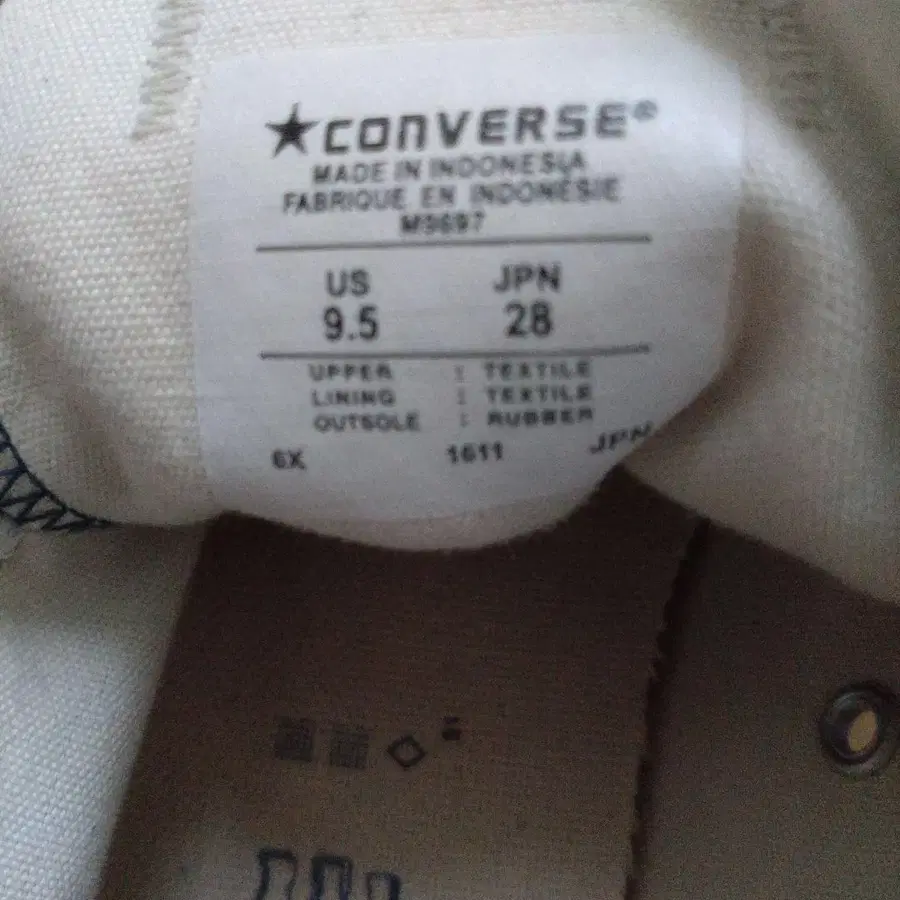 ★CONVERSE®
MADE IN INDONESIA
FABRIQUE EN INDONÉSIE
M9697
US JPN
9.5 28
UPPER : TEXTILE
LINING : TEXTILE
OUTSOLE : RUBBER
6X 1611 JPN